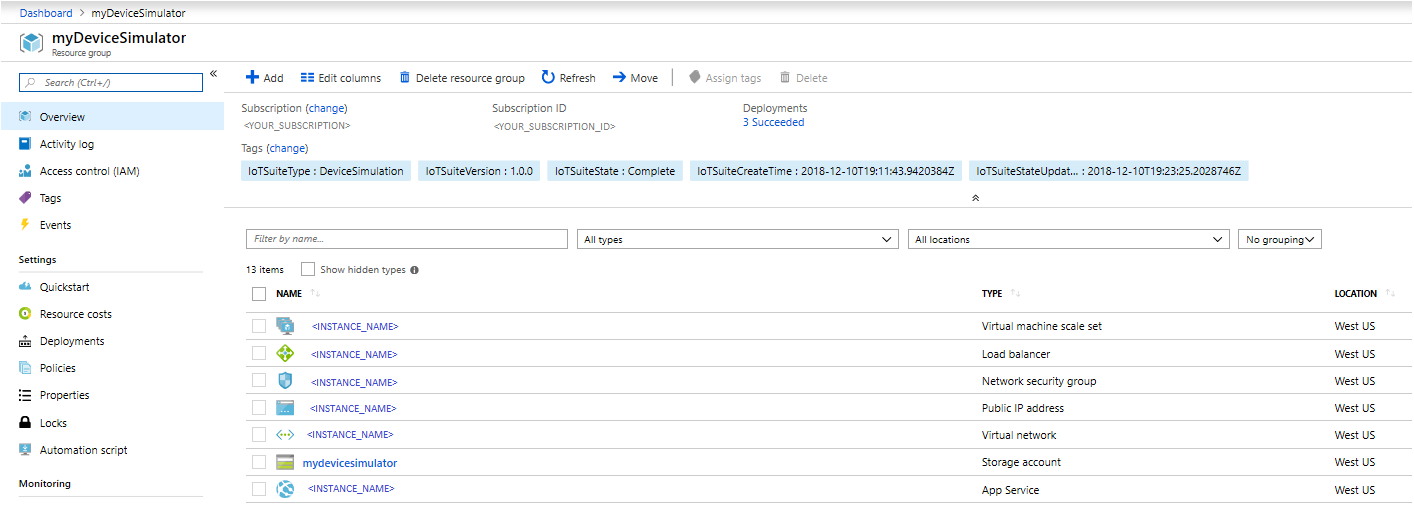 Dashboard > myDeviceSimulator
myDeviceSimulator
Resource group
Search (Ctrl+/)
Overview
Activity log
Access control (IAM)
Tags
Events
Settings
Quickstart
Resource costs
Deployments
Policies
Properties
Locks
Automation script
Monitoring
Add Edit columns Delete resource group Refresh Move Assign tags Delete
Subscription (change) Subscription ID Deployments
<YOUR_SUBSCRIPTION> <YOUR_SUBSCRIPTION_ID> 3 Succeeded
Tags (change)
IoTSuiteType : DeviceSimulation IoTSuiteVersion : 1.0.0 IoTSuiteState : Complete IoTSuiteCreateTime : 2018-12-10T19:11:43.9420384Z IoTSuiteStateUpdat... : 2018-12-10T19:23:25.2028746Z
Filter by name... All types All locations No grouping
13 items Show hidden types
NAME TYPE LOCATION
<INSTANCE_NAME> Virtual machine scale set West US
<INSTANCE_NAME> Load balancer West US
<INSTANCE_NAME> Network security group West US
<INSTANCE_NAME> Public IP address West US
<INSTANCE_NAME> Virtual network West US
mydevicesimulator Storage account West US
<INSTANCE_NAME> App Service West US